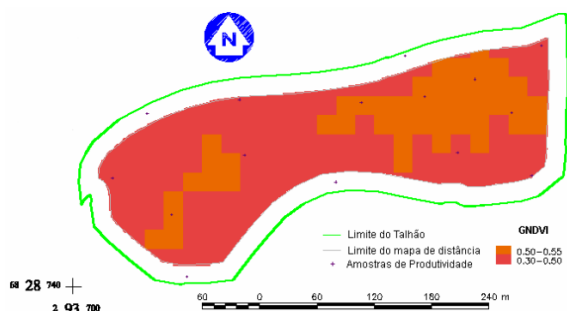 N
Limite do Talhão
Limite do mapa de distância
Amostras de Produtividade
GNDVI
0.50-0.55
0.30-0.50
68 28 740
2 93 700
60 0 60 120 180 240 m